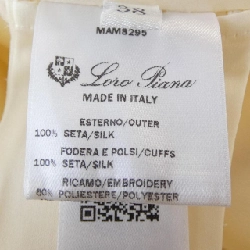 38
MAM8295
Loro Piana
MADE IN ITALY
ESTERNO/OUTER
100% SETA/SILK
FODERA E POLSI/CUFFS
100% SETA/SILK
RICAMO/EMBROIDERY
POLIESTERE/POLYESTER